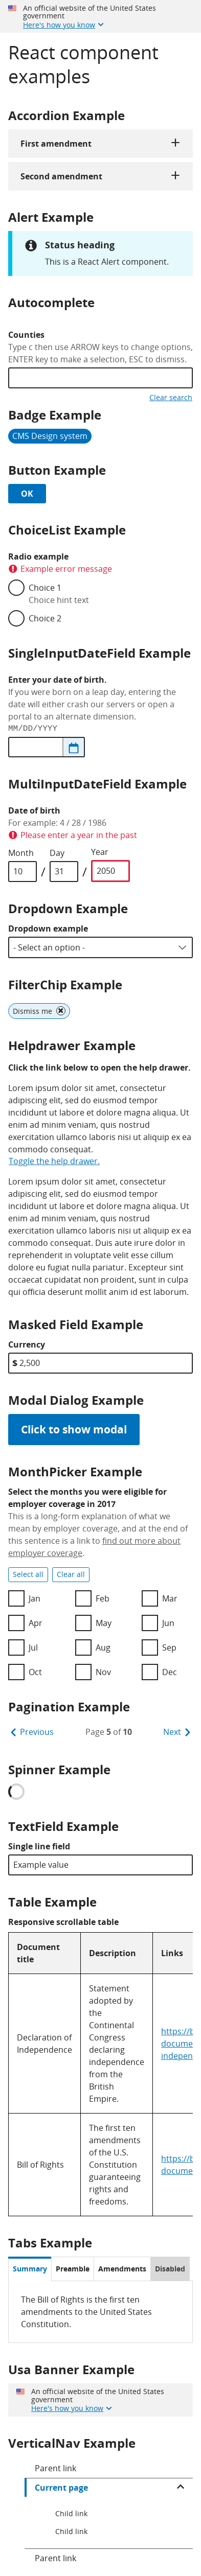 An official website of the United States
government
Here's how you know
React component
examples
Accordion Example
First amendment
Second amendment
Alert Example
Status heading
This is a React Alert component.
Autocomplete
Counties
Type c then use ARROW keys to change options,
ENTER key to make a selection, ESC to dismiss.
Clear search
Badge Example
CMS Design system
Button Example
OK
ChoiceList Example
Radio example
Example error message
Choice 1
Choice hint text
Choice 2
SingleInputDateField Example
Enter your date of birth.
If you were born on a leap day, entering the
date will either crash our servers or open a
portal to an alternate dimension.
MM/DD/YYYY
MultiInputDateField Example
Date of birth
For example: 4 / 28 / 1986
Please enter a year in the past
Month Day Year
10 / 31 / 2050
Dropdown Example
Dropdown example
- Select an option -
FilterChip Example
Dismiss me
Helpdrawer Example
Click the link below to open the help drawer.
Lorem ipsum dolor sit amet, consectetur
adipiscing elit, sed do eiusmod tempor
incididunt ut labore et dolore magna aliqua. Ut
enim ad minim veniam, quis nostrud
exercitation ullamco laboris nisi ut aliquip ex ea
commodo consequat.
Toggle the help drawer.
Lorem ipsum dolor sit amet, consectetur
adipiscing elit, sed do eiusmod tempor
incididunt ut labore et dolore magna aliqua. Ut
enim ad minim veniam, quis nostrud
exercitation ullamco laboris nisi ut aliquip ex ea
commodo consequat. Duis aute irure dolor in
reprehenderit in voluptate velit esse cillum
dolore eu fugiat nulla pariatur. Excepteur sint
occaecat cupidatat non proident, sunt in culpa
qui officia deserunt mollit anim id est laborum.
Masked Field Example
Currency
$ 2,500
Modal Dialog Example
Click to show modal
MonthPicker Example
Select the months you were eligible for
employer coverage in 2017
This is a long-form explanation of what we
mean by employer coverage, and at the end of
this sentence is a link to find out more about
employer coverage.
Select all Clear all
Jan Feb Mar
Apr May Jun
Jul Aug Sep
Oct Nov Dec
Pagination Example
Previous Page 5 of 10 Next
Spinner Example
TextField Example
Single line field
Example value
Table Example
Responsive scrollable table
Document
title
Description
Links
Declaration of
Independence
Statement
adopted by
the
Continental
Congress
declaring
independence
from the
British
Empire.
https://b
docume
indepen
Bill of Rights
The first ten
amendments
of the U.S.
Constitution
guaranteeing
rights and
freedoms.
https://b
docume
Tabs Example
Summary Preamble Amendments Disabled
The Bill of Rights is the first ten
amendments to the United States
Constitution.
Usa Banner Example
An official website of the United States
government
Here's how you know
VerticalNav Example
Parent link
Current page
Child link
Child link
Parent link